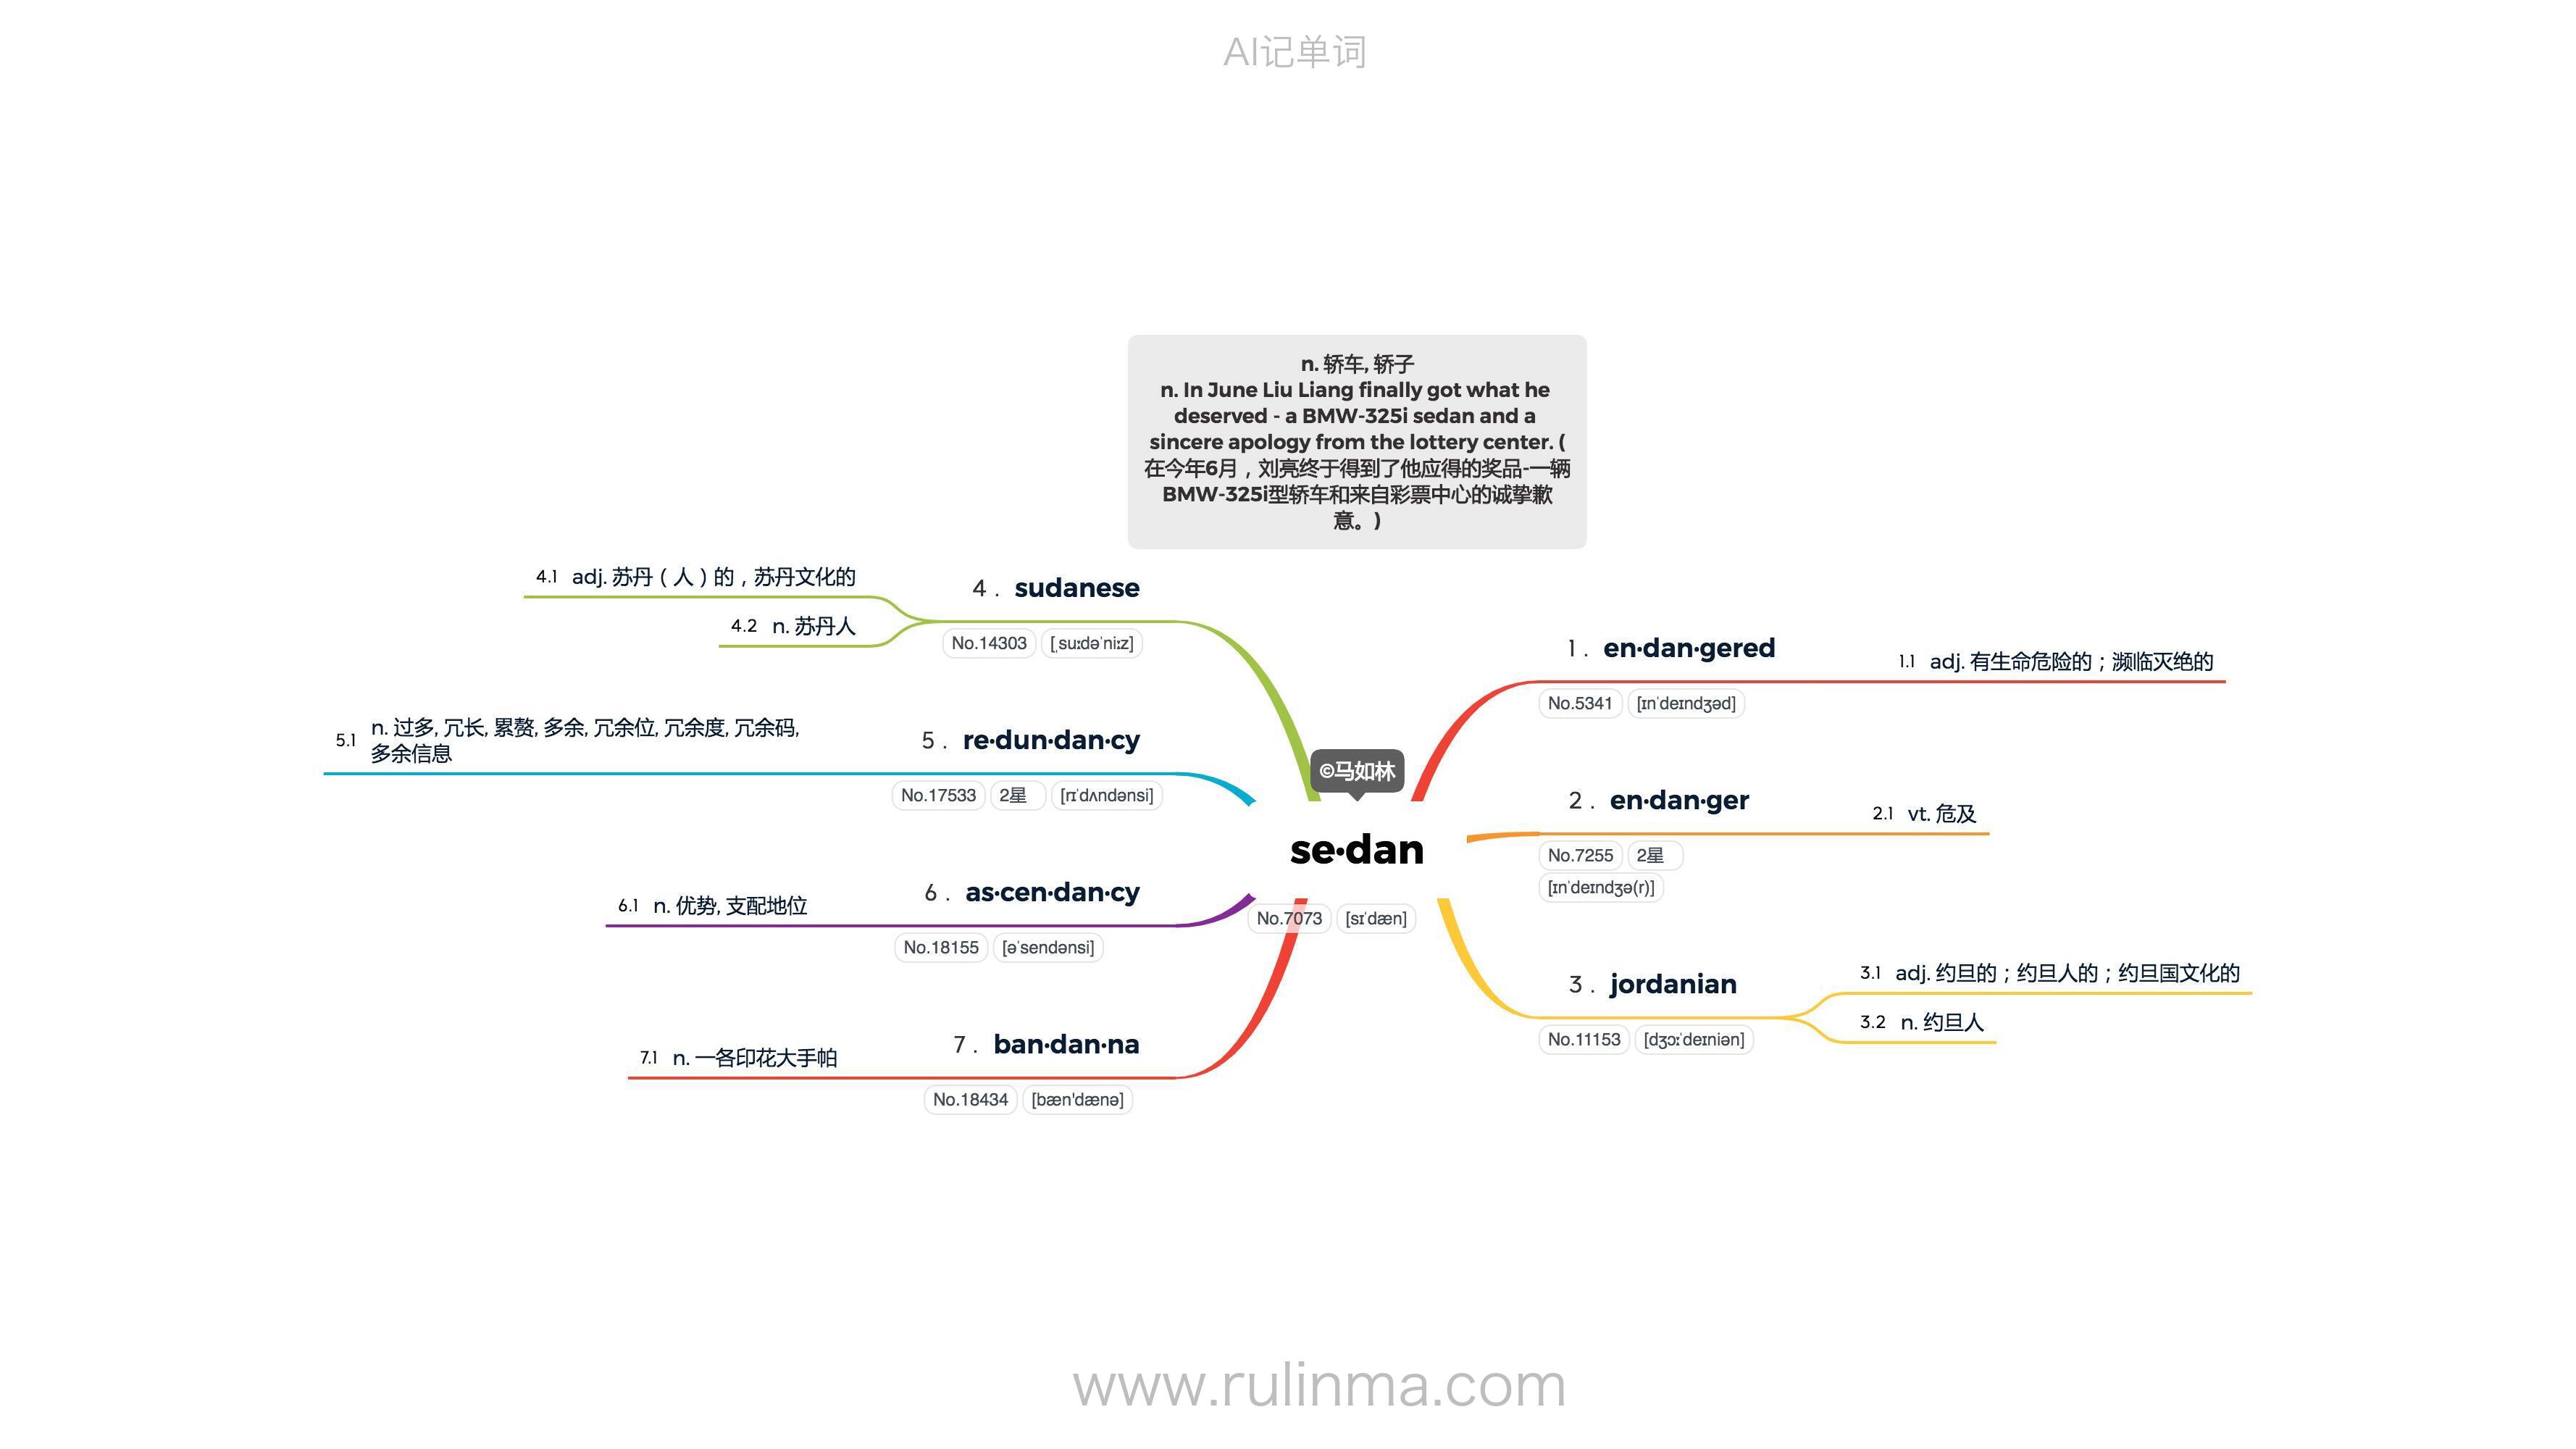 AI记单词
n. 轿车, 轿子
n. In June Liu Liang finally got what he
deserved - a BMW-325i sedan and a
sincere apology from the lottery center. (
在今年6月，刘亮终于得到了他应得的奖品-一辆
BMW-325i型轿车和来自彩票中心的诚挚歉
意。)
©马如林
se·dan
No.7073 [sɪˈdæn]
1 . en·dan·gered
No.5341 [ɪnˈdeɪndʒəd]
1.1 adj. 有生命危险的；濒临灭绝的
2 . en·dan·ger
No.7255 2星
[ɪnˈdeɪndʒə(r)]
2.1 vt. 危及
3 . jordanian
No.11153 [dʒɔːˈdeɪniən]
3.1 adj. 约旦的；约旦人的；约旦国文化的
3.2 n. 约旦人
4 . sudanese
No.14303 [ˌsuːdəˈniːz]
4.1 adj. 苏丹（人）的，苏丹文化的
4.2 n. 苏丹人
5 . re·dun·dan·cy
No.17533 2星 [rɪˈdʌndənsi]
5.1 n. 过多, 冗长, 累赘, 多余, 冗余位, 冗余度, 冗余码,
多余信息
6 . as·cen·dan·cy
No.18155 [əˈsendənsi]
6.1 n. 优势, 支配地位
7 . ban·dan·na
No.18434 [bæn'dænə]
7.1 n. 一各印花大手帕
www.rulinma.com